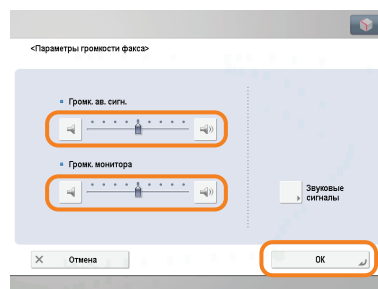 <Параметры громкости факса>
Громк. ав. сигн.
Громк. монитора
Звуковые
сигналы
Отмена
OK